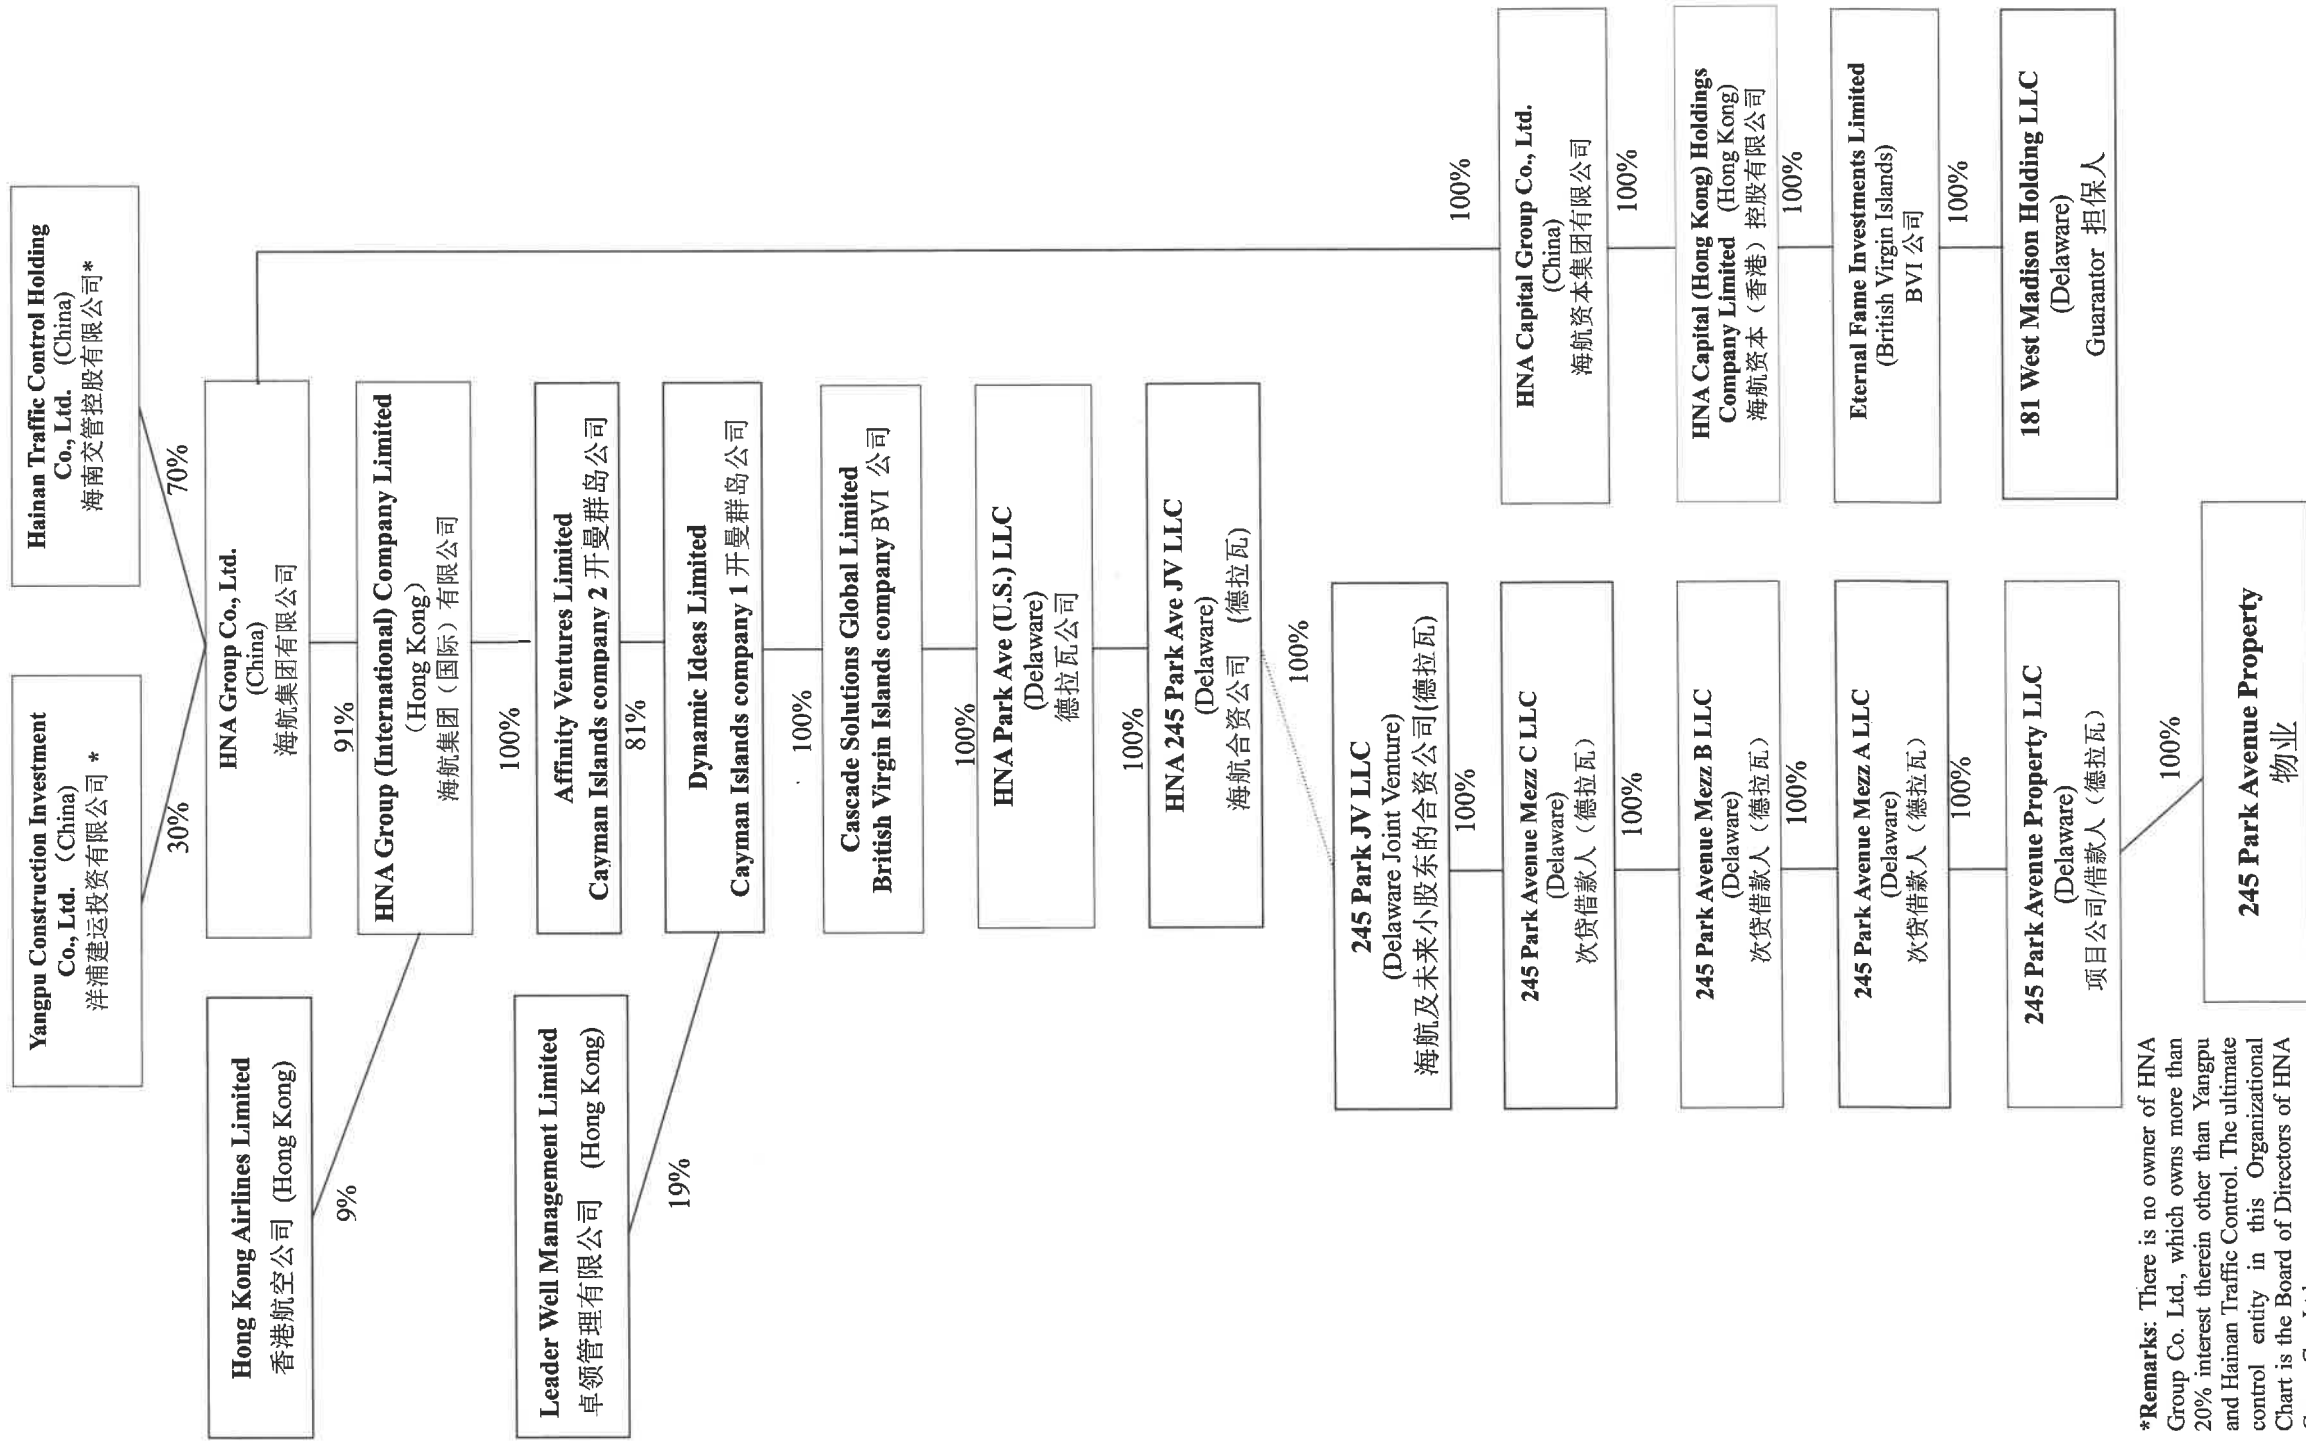 Yangpu Construction Investment
Co., Ltd. （China)
洋浦建运投资有限公司 *
Hainan Traffic Control Holding
Co., Ltd. (China)
海南交管控股有限公司*
30%
70%
Hong Kong Airlines Limited
香港航空公司 (Hong Kong)
HNA Group Co., Ltd.
(China)
海航集团有限公司
9%
91%
HNA Group (International) Company Limited
（Hong Kong）
海航集团（国际）有限公司
100%
100%
Leader Well Management Limited
卓领管理有限公司 (Hong Kong)
Affinity Ventures Limited
Cayman Islands company 2 开曼群岛公司
19%
81%
Dynamic Ideas Limited
Cayman Islands company 1 开曼群岛公司
100%
Cascade Solutions Global Limited
British Virgin Islands company BVI 公司
100%
HNA Park Ave (U.S.) LLC
(Delaware)
德拉瓦公司
100%
HNA 245 Park Ave JV LLC
(Delaware)
海航合资公司 (德拉瓦)
100%
245 Park JV LLC
(Delaware Joint Venture)
海航及未来小股东的合资公司(德拉瓦)
100%
245 Park Avenue Mezz C LLC
(Delaware)
次贷借款人（德拉瓦）
HNA Capital Group Co., Ltd.
(China)
海航资本集团有限公司
100%
100%
245 Park Avenue Mezz B LLC
(Delaware)
次贷借款人（德拉瓦）
HNA Capital (Hong Kong) Holdings
Company Limited (Hong Kong)
海航资本（香港）控股有限公司
100%
100%
245 Park Avenue Mezz A LLC
(Delaware)
次贷借款人（德拉瓦）
Eternal Fame Investments Limited
(British Virgin Islands)
BVI 公司
100%
100%
245 Park Avenue Property LLC
(Delaware)
项目公司/借款人（德拉瓦）
181 West Madison Holding LLC
(Delaware)
Guarantor 担保人
100%
245 Park Avenue Property
物业
*Remarks: There is no owner of HNA
Group Co. Ltd., which owns more than
20% interest therein other than Yangpu
and Hainan Traffic Control. The ultimate
control entity in this Organizational
Chart is the Board of Directors of HNA